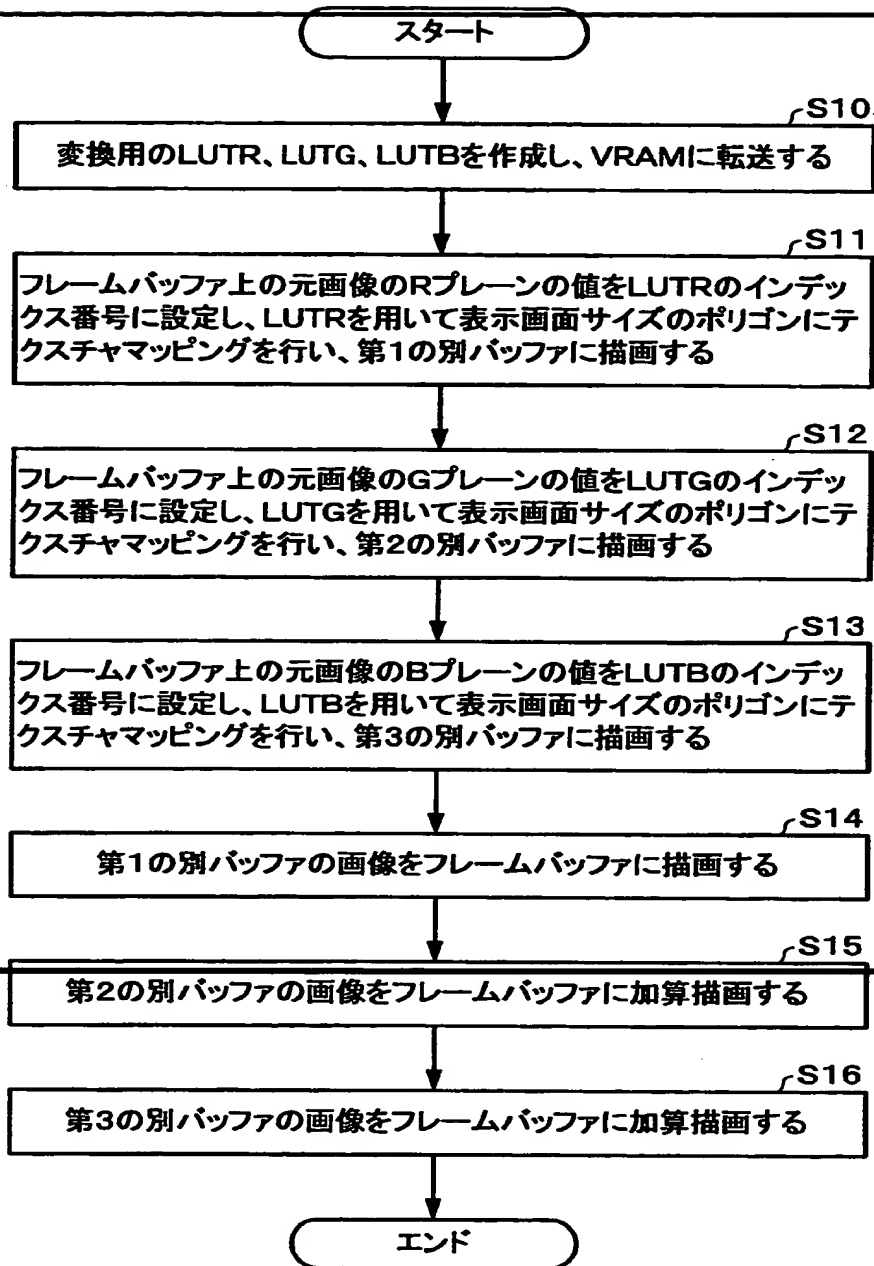 スタート
S10
変換用のLUTR、LUTG、LUTBを作成し、VRAMに転送する
S11
フレームバッファ上の元画像のRプレーンの値をLUTRのインデッ
クス番号に設定し、LUTRを用いて表示画面サイズのポリゴンにテ
クスチャマッピングを行い、第1の別バッファに描画する
S12
フレームバッファ上の元画像のGプレーンの値をLUTGのインデッ
クス番号に設定し、LUTGを用いて表示画面サイズのポリゴンにテ
クスチャマッピングを行い、第2の別バッファに描画する
S13
フレームバッファ上の元画像のBプレーンの値をLUTBのインデッ
クス番号に設定し、LUTBを用いて表示画面サイズのポリゴンにテ
クスチャマッピングを行い、第3の別バッファに描画する
S14
第1の別バッファの画像をフレームバッファに描画する
S15
第2の別バッファの画像をフレームバッファに加算描画する
S16
第3の別バッファの画像をフレームバッファに加算描画する
エンド